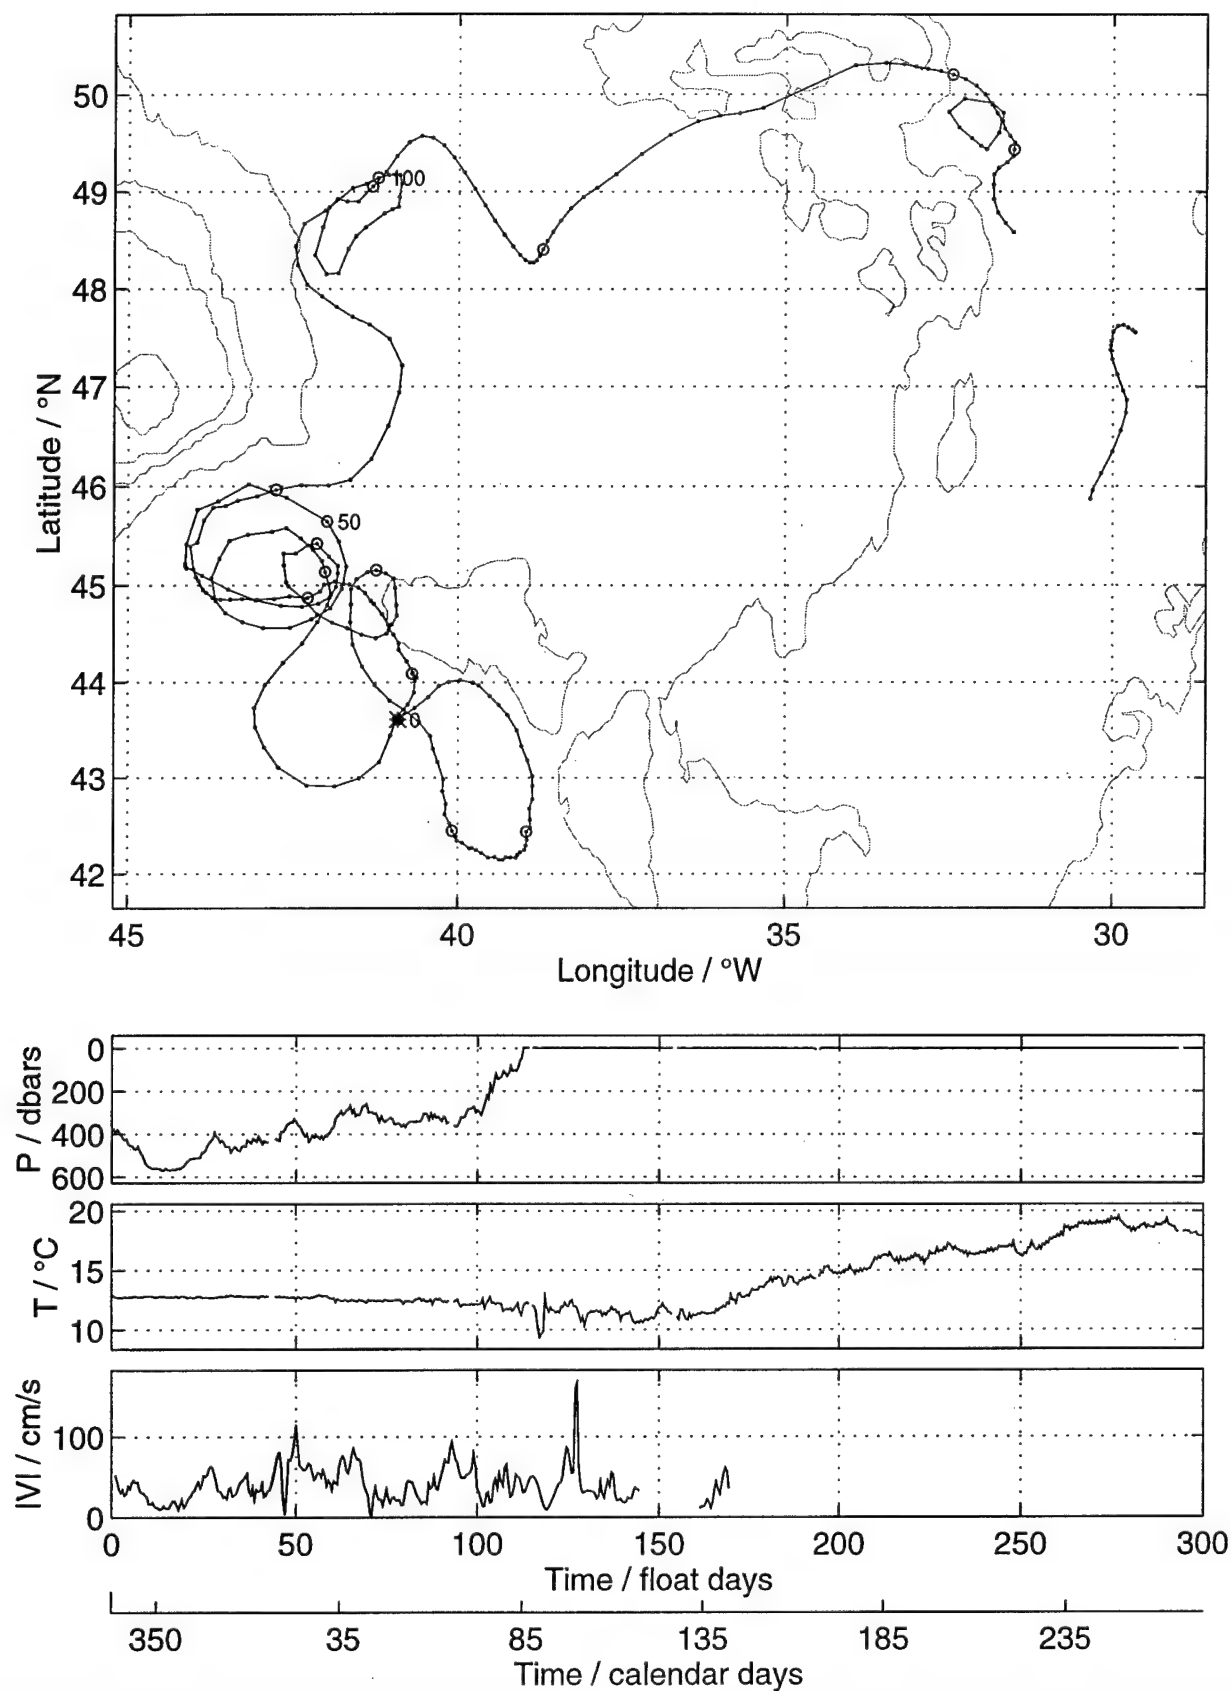 50
49
48
47
46
45
44
43
42
Latitude / °N
100
50
0
45 40 35 30
Longitude / °W
0
200
400
600
P / dbars
20
15
10
T / °C
100
0
IVI / cm/s
0 50 100 150 200 250 300
Time / float days
350 35 85 135 185 235
Time / calendar days